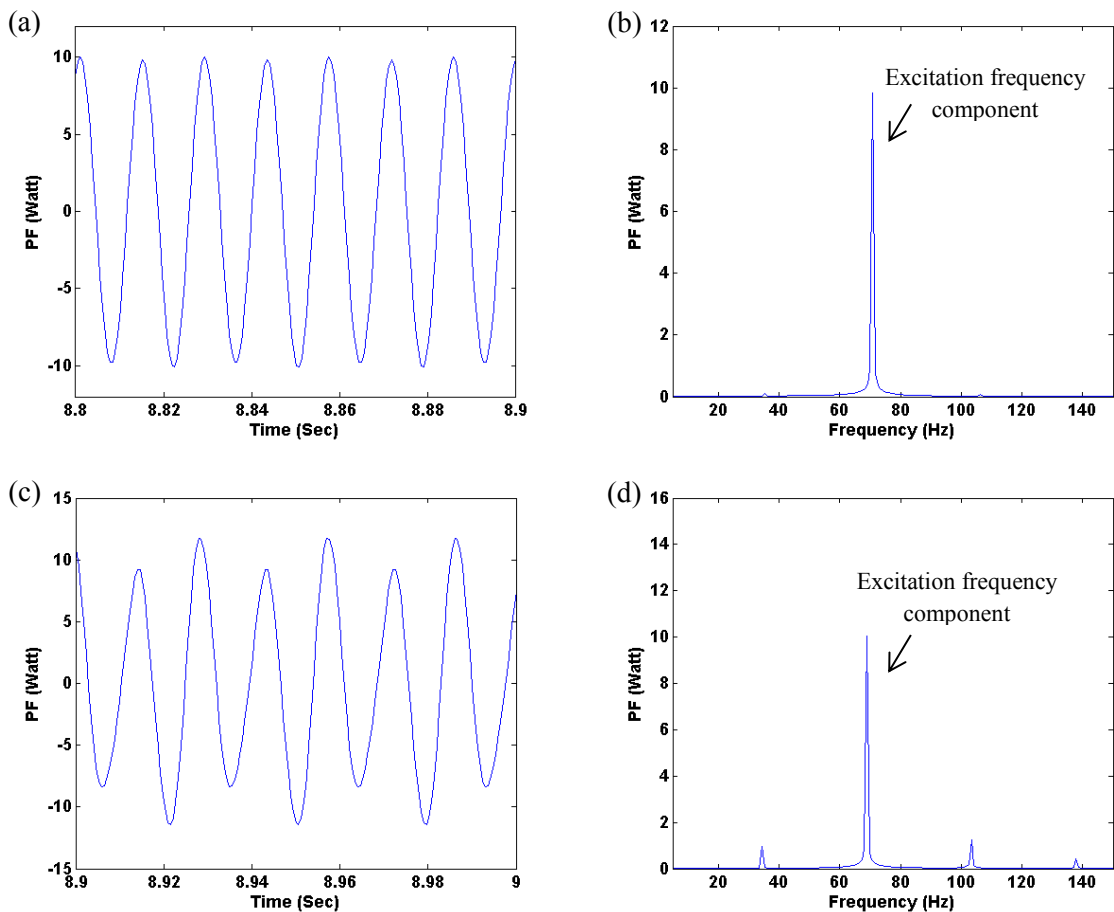 (a)
10
5
0
-5
-10
PF (Watt)
8.8 8.82 8.84 8.86 8.88 8.9
Time (Sec)
(b)
12
10
8
6
4
2
0
PF (Watt)
Excitation frequency
component
20 40 60 80 100 120 140
Frequency (Hz)
(c)
15
10
5
0
-5
-10
-15
PF (Watt)
8.9 8.92 8.94 8.96 8.98 9
Time (Sec)
(d)
16
14
12
10
8
6
4
2
0
PF (Watt)
Excitation frequency
component
20 40 60 80 100 120 140
Frequency (Hz)